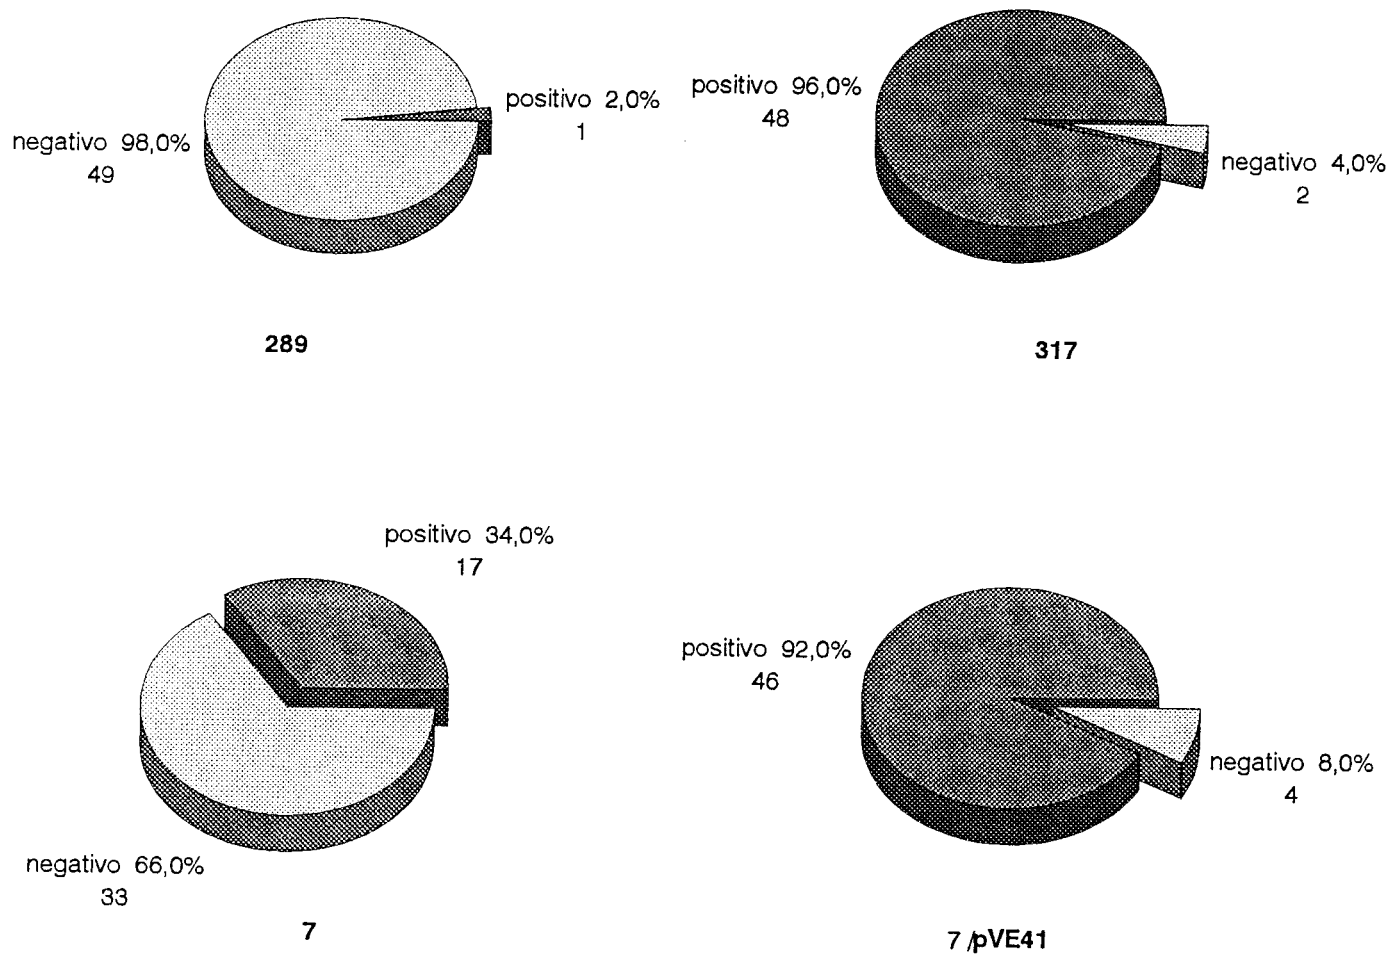 positivo 2,0%
1
negativo 98,0%
49
289
positivo 96,0%
48
negativo 4,0%
2
317
positivo 34,0%
17
negativo 66,0%
33
7
positivo 92,0%
46
negativo 8,0%
4
7 /pVE41